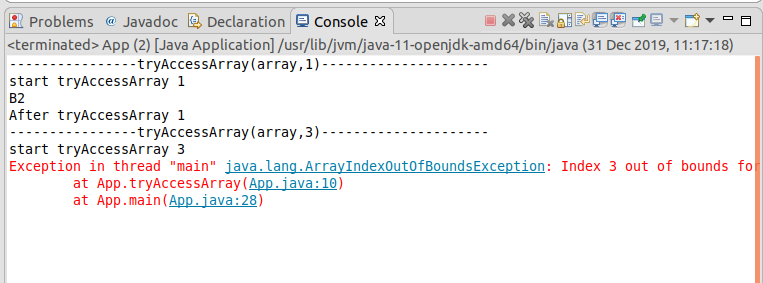 Problems @ Javadoc Declaration Console
<terminated> App (2) [Java Application] /usr/lib/jvm/java-11-openjdk-amd64/bin/java (31 Dec 2019, 11:17:18)
----------------tryAccessArray(array,1)---------------------
start tryAccessArray 1
B2
After tryAccessArray 1
----------------tryAccessArray(array,3)---------------------
start tryAccessArray 3
Exception in thread "main" java.lang.ArrayIndexOutOfBoundsException: Index 3 out of bounds for
at App.tryAccessArray(App.java:10)
at App.main(App.java:28)